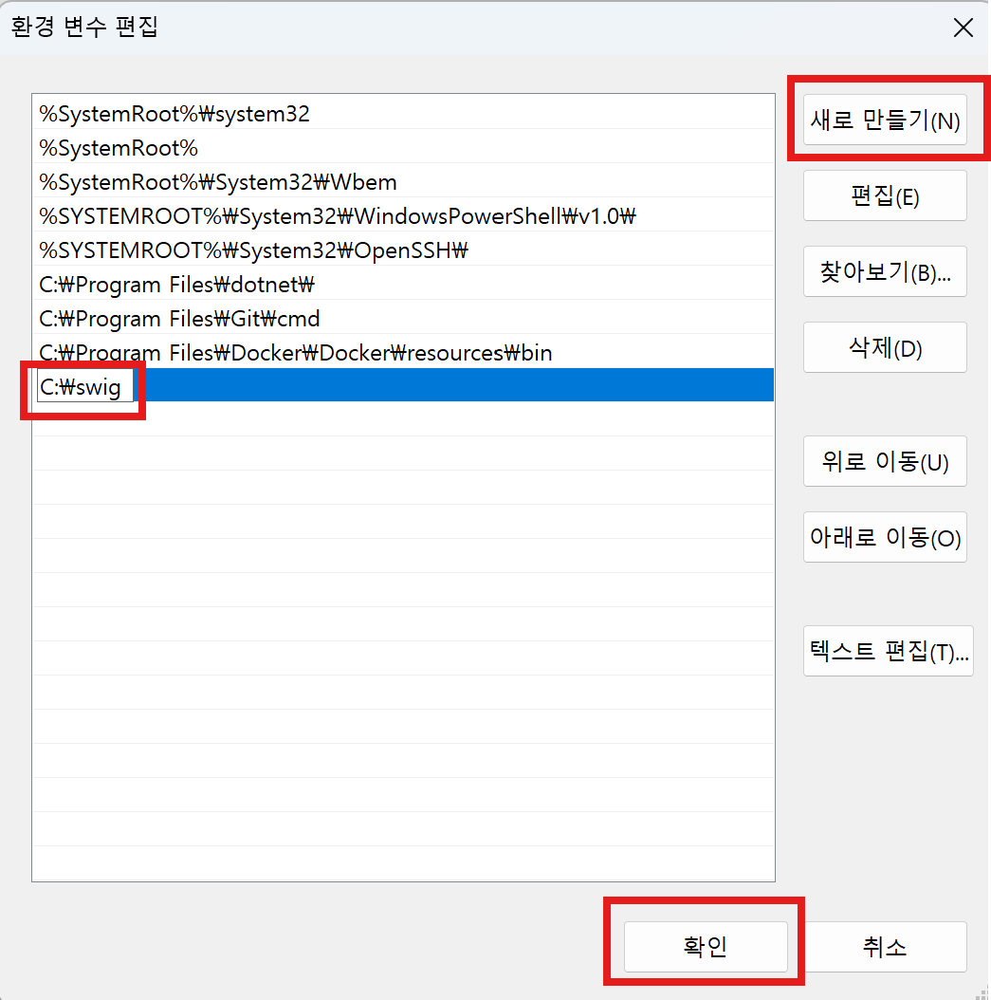 환경 변수 편집
%SystemRoot%₩system32
%SystemRoot%
%SystemRoot%₩System32₩Wbem
%SYSTEMROOT%₩System32₩WindowsPowerShell₩v1.0₩
%SYSTEMROOT%₩System32₩OpenSSH₩
C:₩Program Files₩dotnet₩
C:₩Program Files₩Git₩cmd
C:₩Program Files₩Docker₩Docker₩resources₩bin
C:₩swig
새로 만들기(N)
편집(E)
찾아보기(B)...
삭제(D)
위로 이동(U)
아래로 이동(O)
텍스트 편집(T)...
확인
취소